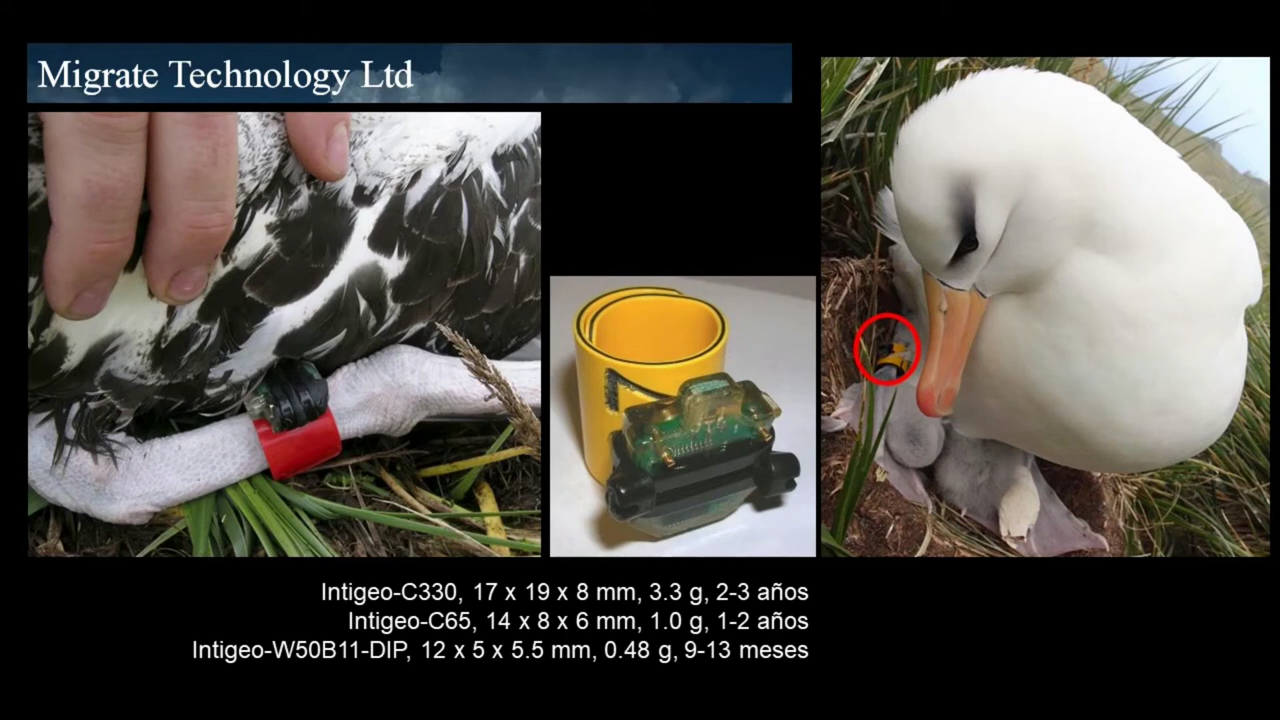 Migrate Technology Ltd
Intigeo-C330, 17 x 19 x 8 mm, 3.3 g, 2-3 años
Intigeo-C65, 14 x 8 x 6 mm, 1.0 g, 1-2 años
Intigeo-W50B11-DIP, 12 x 5 x 5.5 mm, 0.48 g, 9-13 meses